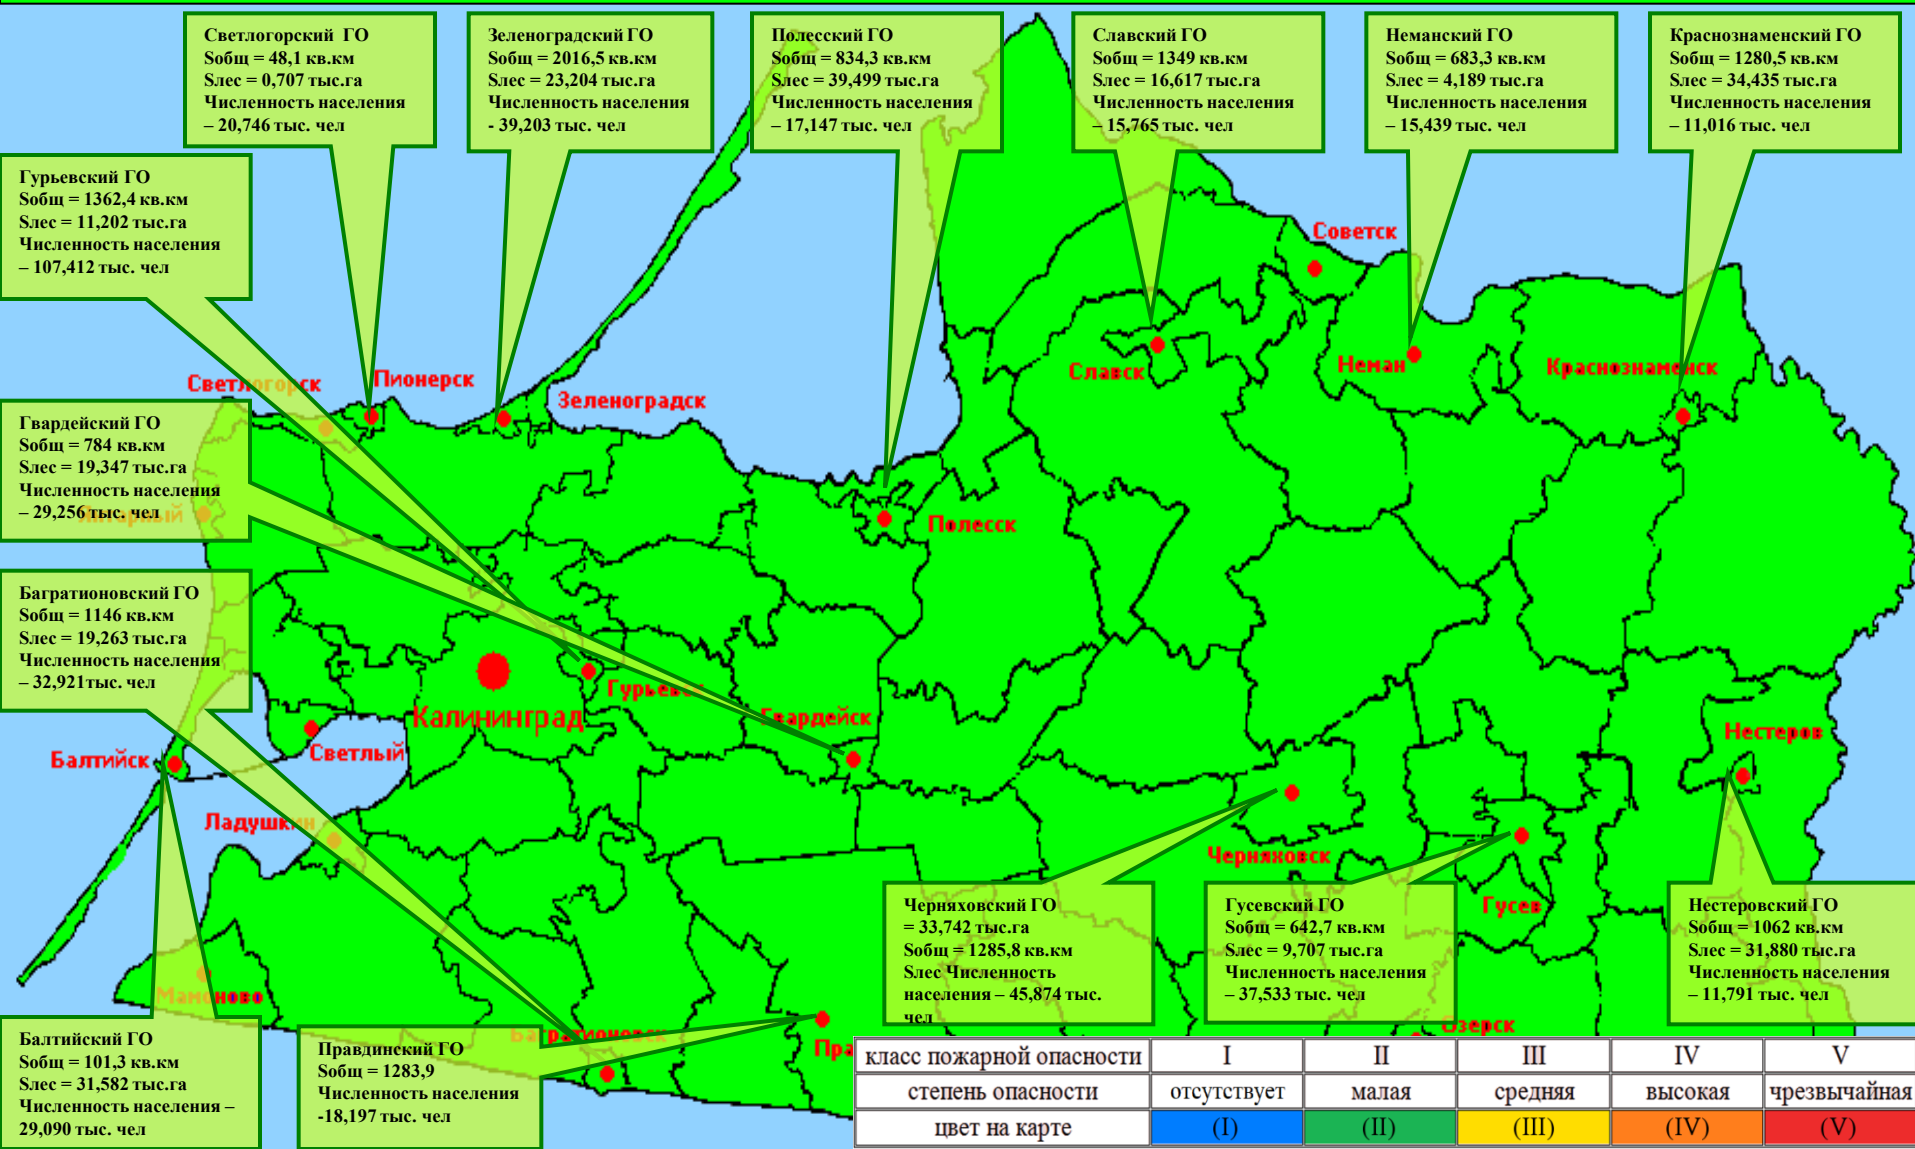 Светлогорский ГО
Sобщ = 48,1 кв.км
Sлес = 0,707 тыс.га
Численность населения
– 20,746 тыс. чел
Зеленоградский ГО
Sобщ = 2016,5 кв.км
Sлес = 23,204 тыс.га
Численность населения
- 39,203 тыс. чел
Полесский ГО
Sобщ = 834,3 кв.км
Sлес = 39,499 тыс.га
Численность населения
– 17,147 тыс. чел
Славский ГО
Sобщ = 1349 кв.км
Sлес = 16,617 тыс.га
Численность населения
– 15,765 тыс. чел
Неманский ГО
Sобщ = 683,3 кв.км
Sлес = 4,189 тыс.га
Численность населения
– 15,439 тыс. чел
Краснознаменский ГО
Sобщ = 1280,5 кв.км
Sлес = 34,435 тыс.га
Численность населения
– 11,016 тыс. чел
Гурьевский ГО
Sобщ = 1362,4 кв.км
Sлес = 11,202 тыс.га
Численность населения
– 107,412 тыс. чел
Советск
Славск
Неман
Краснознаменск
Светлогорск
Пионерск
Зеленоградск
Гвардейский ГО
Sобщ = 784 кв.км
Sлес = 19,347 тыс.га
Численность населения
– 29,256 тыс. чел
Янтарный
Полесск
Багратионовский ГО
Sобщ = 1146 кв.км
Sлес = 19,263 тыс.га
Численность населения
– 32,921тыс. чел
Гурьевск
Калининград
Гвардейск
Нестеров
Балтийск
Светлый
Ладушкин
Черняховск
Гусев
Мамоново
Багратионовск
Озерск
Пра
Черняховский ГО
= 33,742 тыс.га
Sобщ = 1285,8 кв.км
Sлес Численность
населения – 45,874 тыс.
чел
Гусевский ГО
Sобщ = 642,7 кв.км
Sлес = 9,707 тыс.га
Численность населения
– 37,533 тыс. чел
Нестеровский ГО
Sобщ = 1062 кв.км
Sлес = 31,880 тыс.га
Численность населения
– 11,791 тыс. чел
Балтийский ГО
Sобщ = 101,3 кв.км
Sлес = 31,582 тыс.га
Численность населения –
29,090 тыс. чел
Правдинский ГО
Sобщ = 1283,9
Численность населения
-18,197 тыс. чел
класс пожарной опасности I II III IV V
степень опасности отсутствует малая средняя высокая чрезвычайная
цвет на карте (I) (II) (III) (IV) (V)